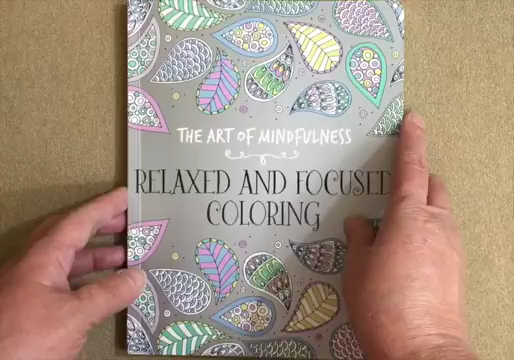 THE ART OF MINDFULNESS
RELAXED AND FOCUSED
COLORING